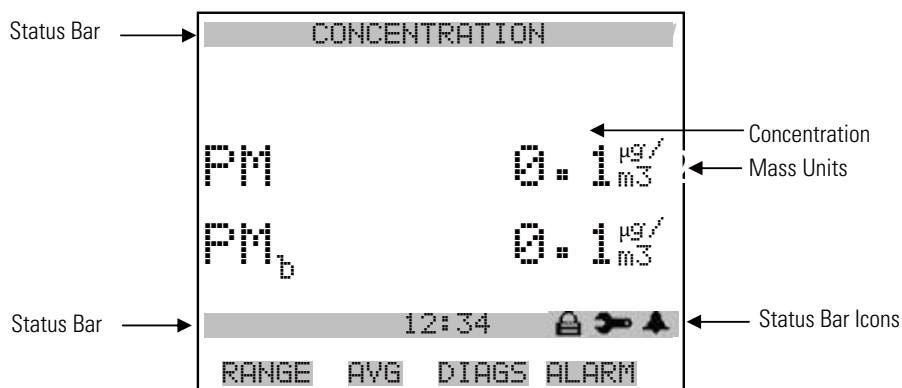 Status Bar
CONCENTRATION
Concentration
PM 0.1 µg/m3
Mass Units
PMb 0.1 µg/m3
Status Bar
12:34
Status Bar Icons
RANGE AVG DIAGS ALARM